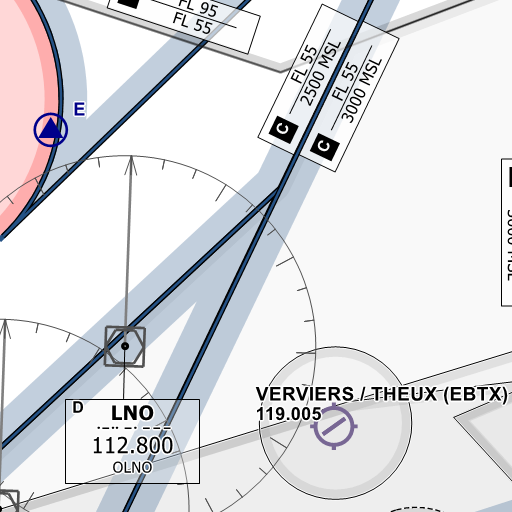 FL 95
FL 55
E
FL 55
2500 MSL
C
FL 55
3000 MSL
C
VERVIERS / THEUX (EBTX)
119.005
D
LNO
112.800
OLNO
MSL